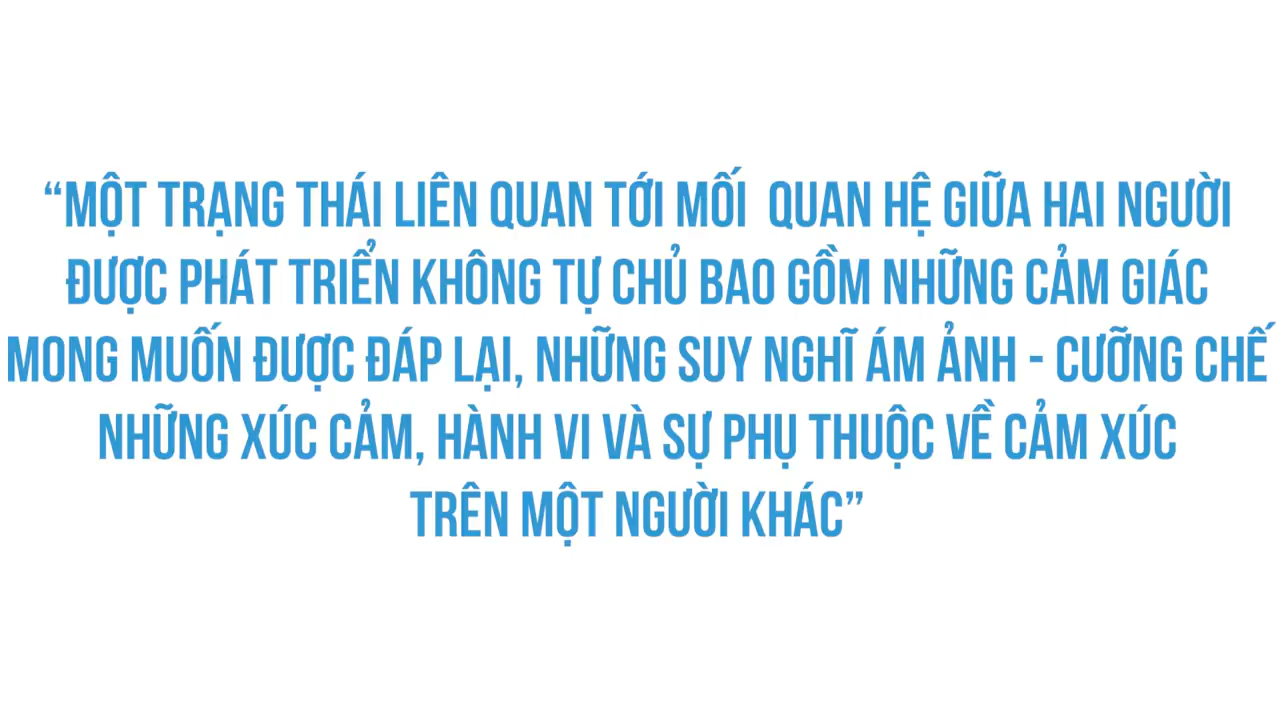 “MỘT TRẠNG THÁI LIÊN QUAN TỚI MỐI QUAN HỆ GIỮA HAI NGƯỜI
ĐƯỢC PHÁT TRIỂN KHÔNG TỰ CHỦ BAO GỒM NHỮNG CẢM GIÁC
MONG MUỐN ĐƯỢC ĐÁP LẠI, NHỮNG SUY NGHĨ ÁM ẢNH - CƯỠNG CHẾ
NHỮNG XÚC CẢM, HÀNH VI VÀ SỰ PHỤ THUỘC VỀ CẢM XÚC
TRÊN MỘT NGƯỜI KHÁC”